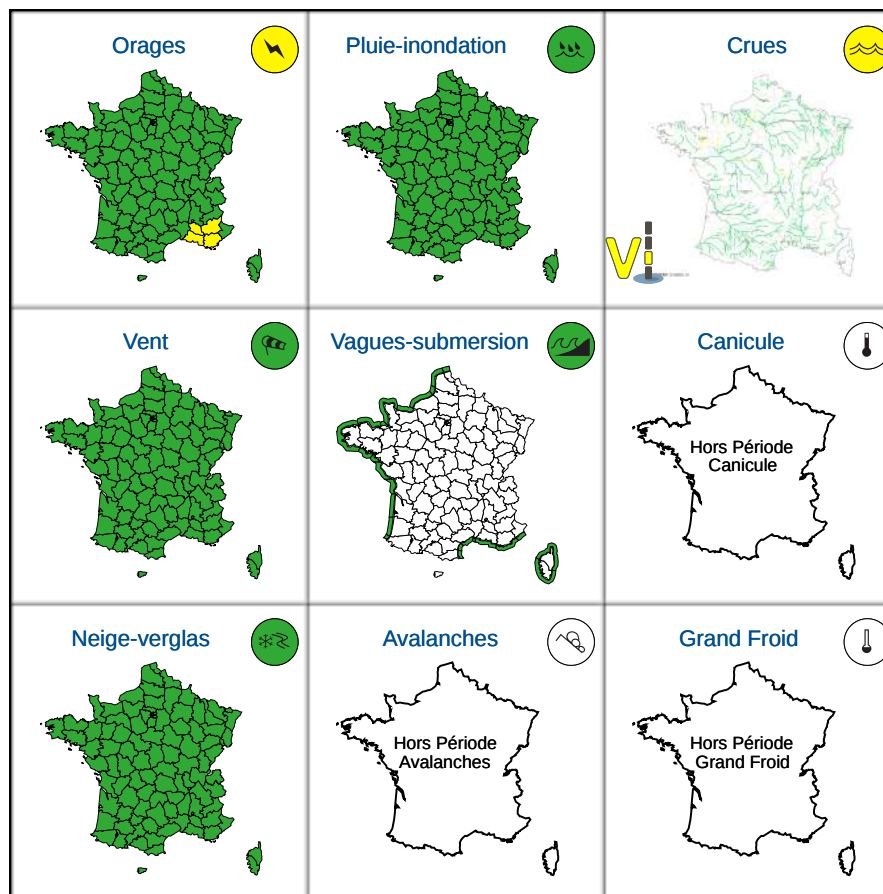 Orages
Pluie-inondation
Crues
Vi
Vent
Vagues-submersion
Canicule
Hors Période
Canicule
Neige-verglas
Avalanches
Grand Froid
Hors Période
Avalanches
Hors Période
Grand Froid